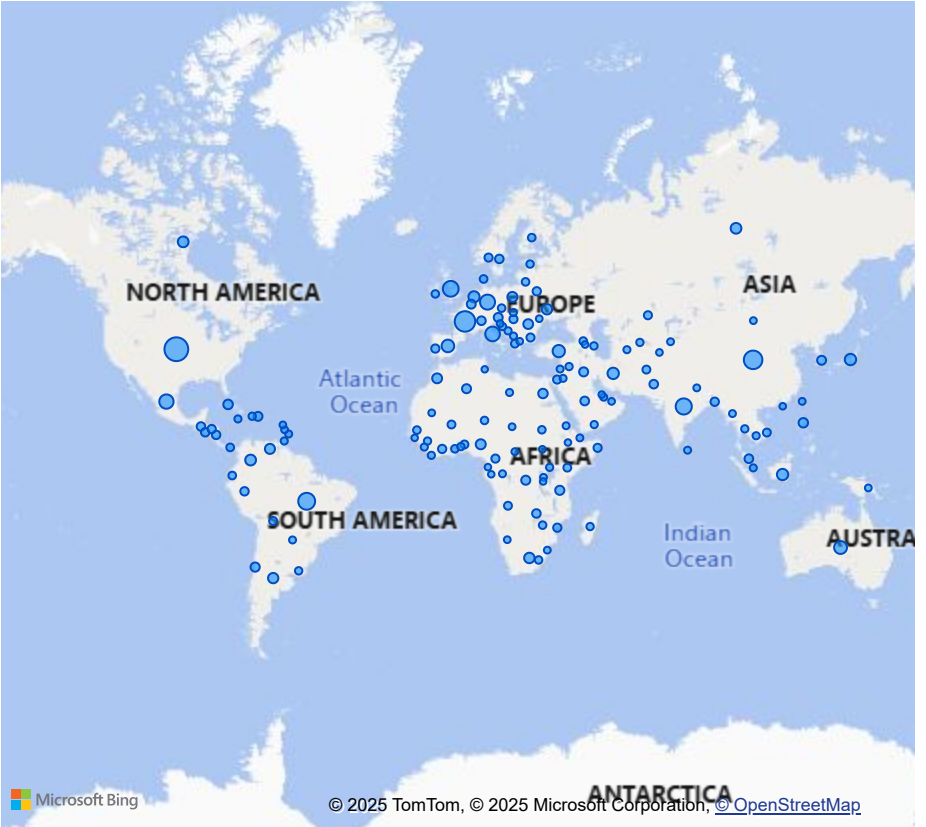 NORTH AMERICA
ASIA
EUROPE
Atlantic
Ocean
AFRICA
SOUTH AMERICA
Indian
Ocean
AUSTRA
ANTARCTICA
Microsoft Bing
© 2025 TomTom, © 2025 Microsoft Corporation, © OpenStreetMap